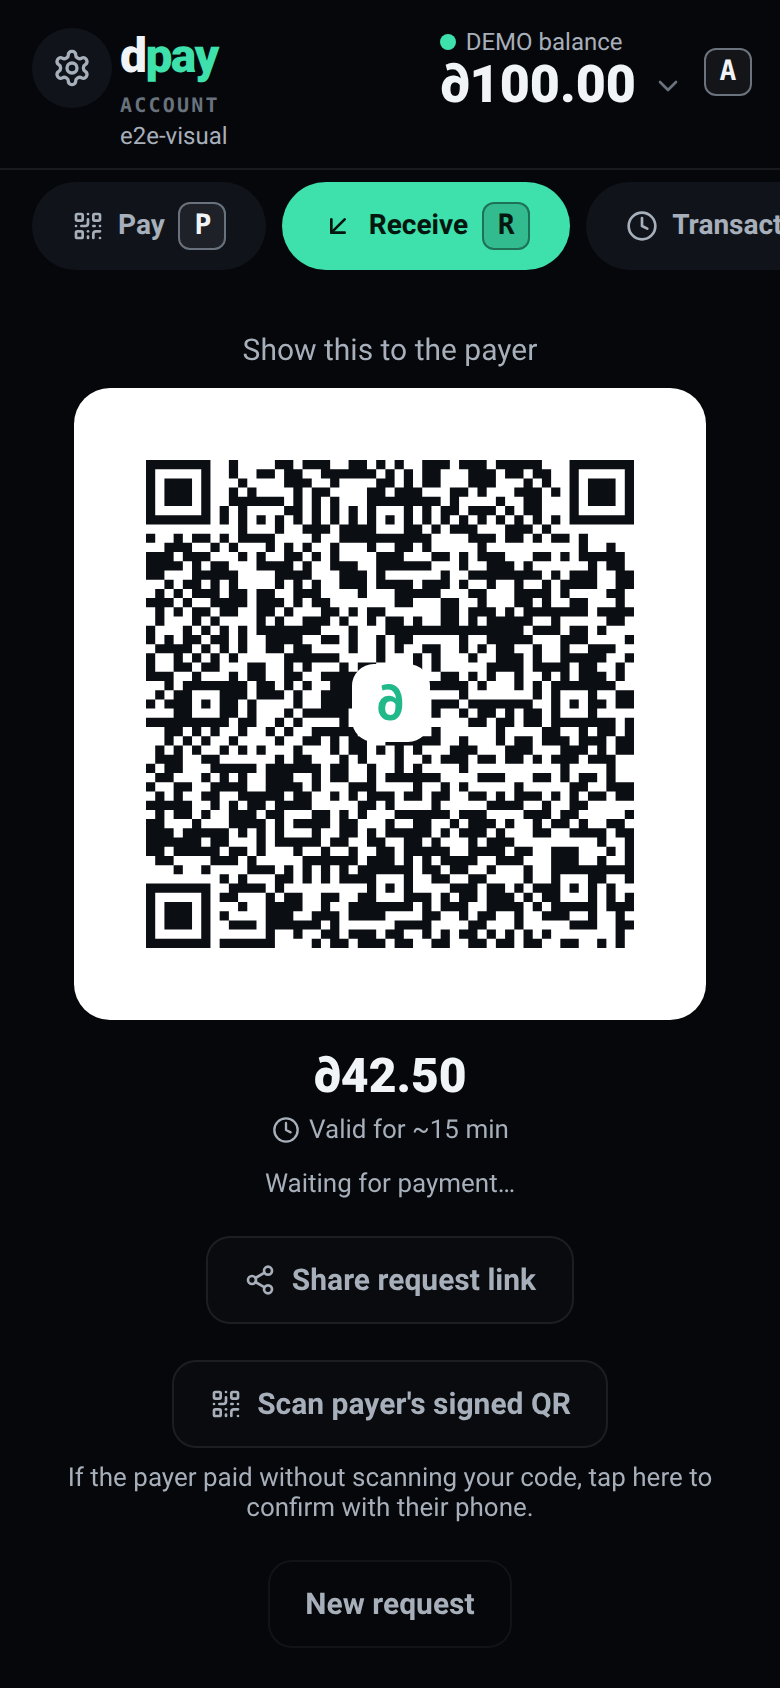 dpay
ACCOUNT
e2e-visual
DEMO balance
∂100.00
A
Pay P
Receive R
Transact
Show this to the payer
∂
∂42.50
Valid for ~15 min
Waiting for payment…
Share request link
Scan payer's signed QR
If the payer paid without scanning your code, tap here to
confirm with their phone.
New request